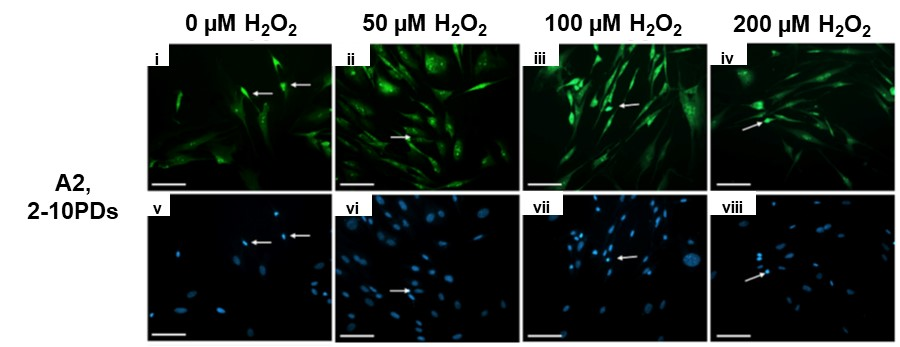 0 µM H₂O₂ 50 µM H₂O₂ 100 µM H₂O₂ 200 µM H₂O₂
i ii iii iv
A2,
2-10PDs
v vi vii viii